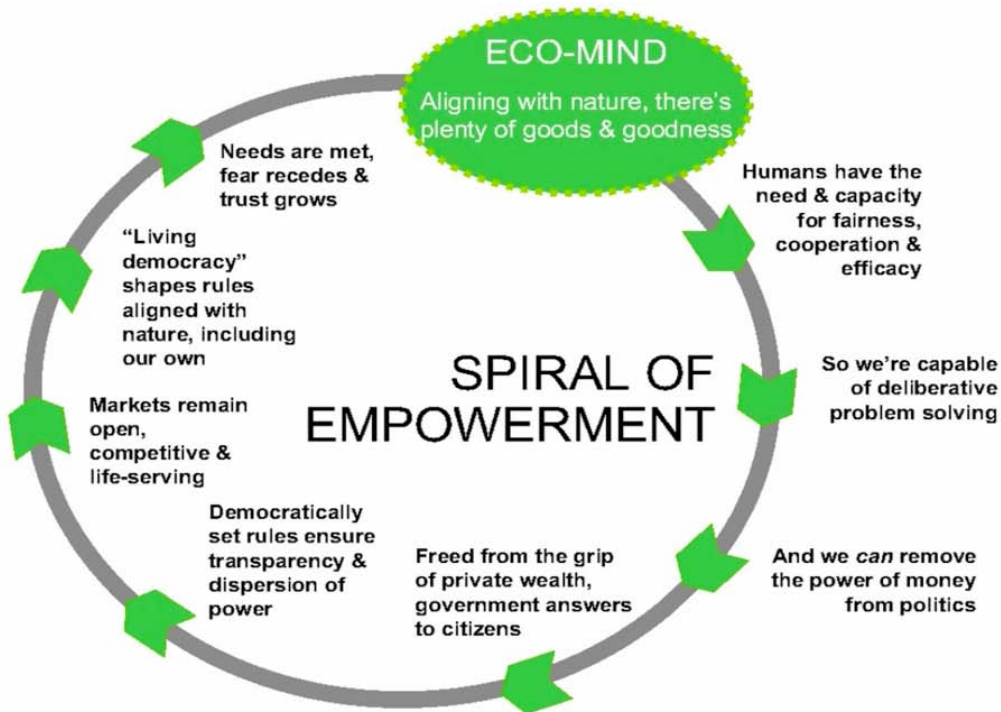 ECO-MIND
Aligning with nature, there's
plenty of goods & goodness
Humans have the
need & capacity
for fairness,
cooperation &
efficacy
So we're capable
of deliberative
problem solving
And we can remove
the power of money
from politics
Freed from the grip
of private wealth,
government answers
to citizens
Democratically
set rules ensure
transparency &
dispersion of
power
Markets remain
open,
competitive &
life-serving
“Living
democracy”
shapes rules
aligned with
nature, including
our own
Needs are met,
fear recedes &
trust grows
SPIRAL OF
EMPOWERMENT